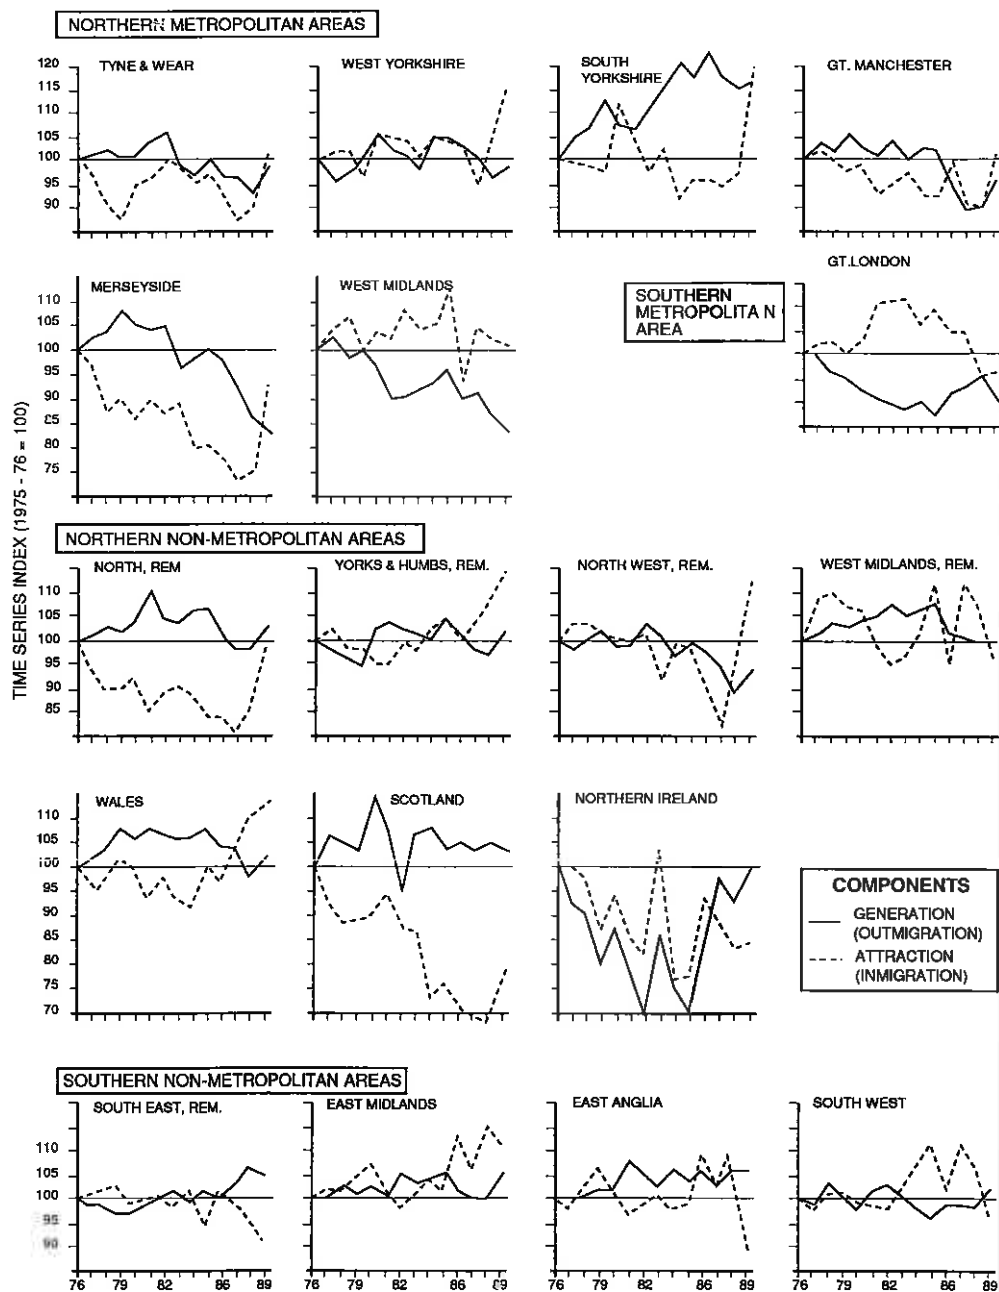 NORTHERN METROPOLITAN AREAS
TYNE & WEAR
WEST YORKSHIRE
SOUTH
YORKSHIRE
GT. MANCHESTER
120
115
110
105
100
95
90
MERSEYSIDE
WEST MIDLANDS
SOUTHERN
METROPOLITA N
AREA
GT.LONDON
110
105
100
95
90
85
80
75
TIME SERIES INDEX (1975 - 76 = 100)
NORTHERN NON-METROPOLITAN AREAS
NORTH, REM
YORKS & HUMBS, REM.
NORTH WEST, REM.
WEST MIDLANDS, REM.
115
110
105
100
95
90
85
WALES
SCOTLAND
NORTHERN IRELAND
110
105
100
95
90
85
80
75
70
COMPONENTS
GENERATION
(OUTMIGRATION)
ATTRACTION
(INMIGRATION)
SOUTHERN NON-METROPOLITAN AREAS
SOUTH EAST, REM.
EAST MIDLANDS
EAST ANGLIA
SOUTH WEST
110
105
100
95
90
76 79 82 86 89
76 79 82 86 89
76 79 82 86 89
76 79 82 86 89